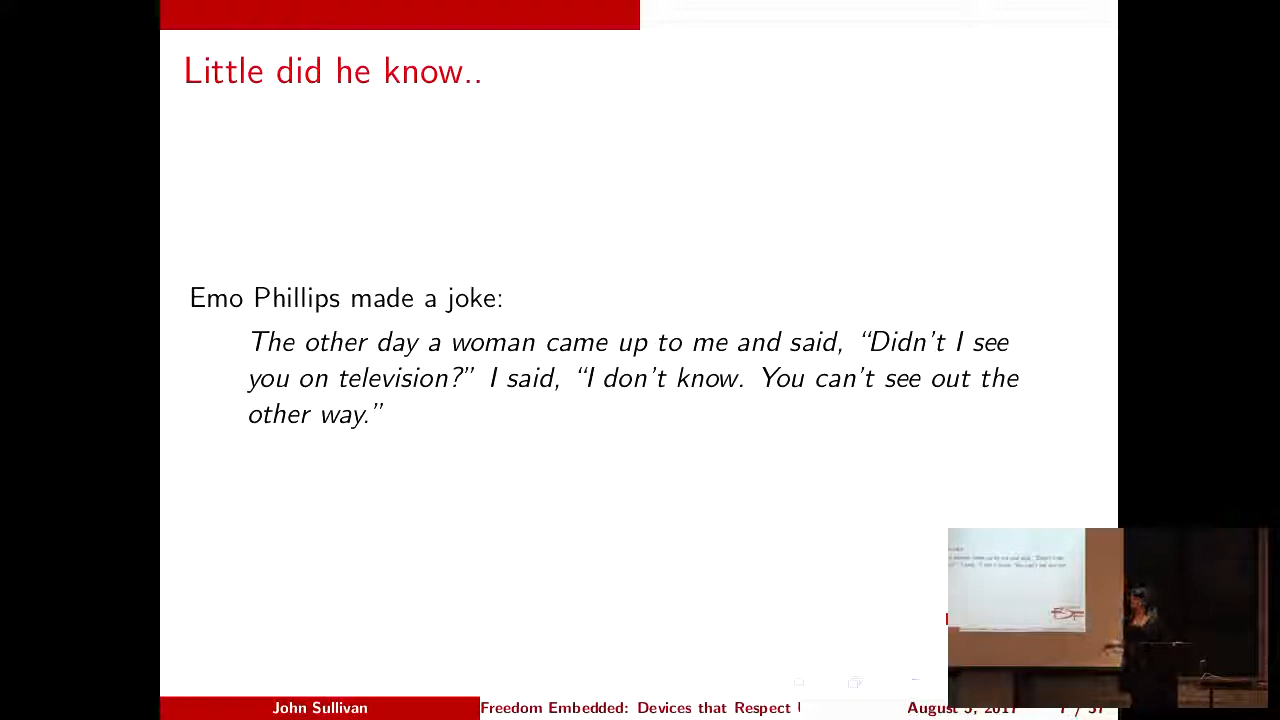 Little did he know..
Emo Phillips made a joke:
The other day a woman came up to me and said, “Didn’t I see
you on television?” I said, “I don’t know. You can’t see out the
other way.”
John Sullivan
Freedom Embedded: Devices that Respect
August 2017